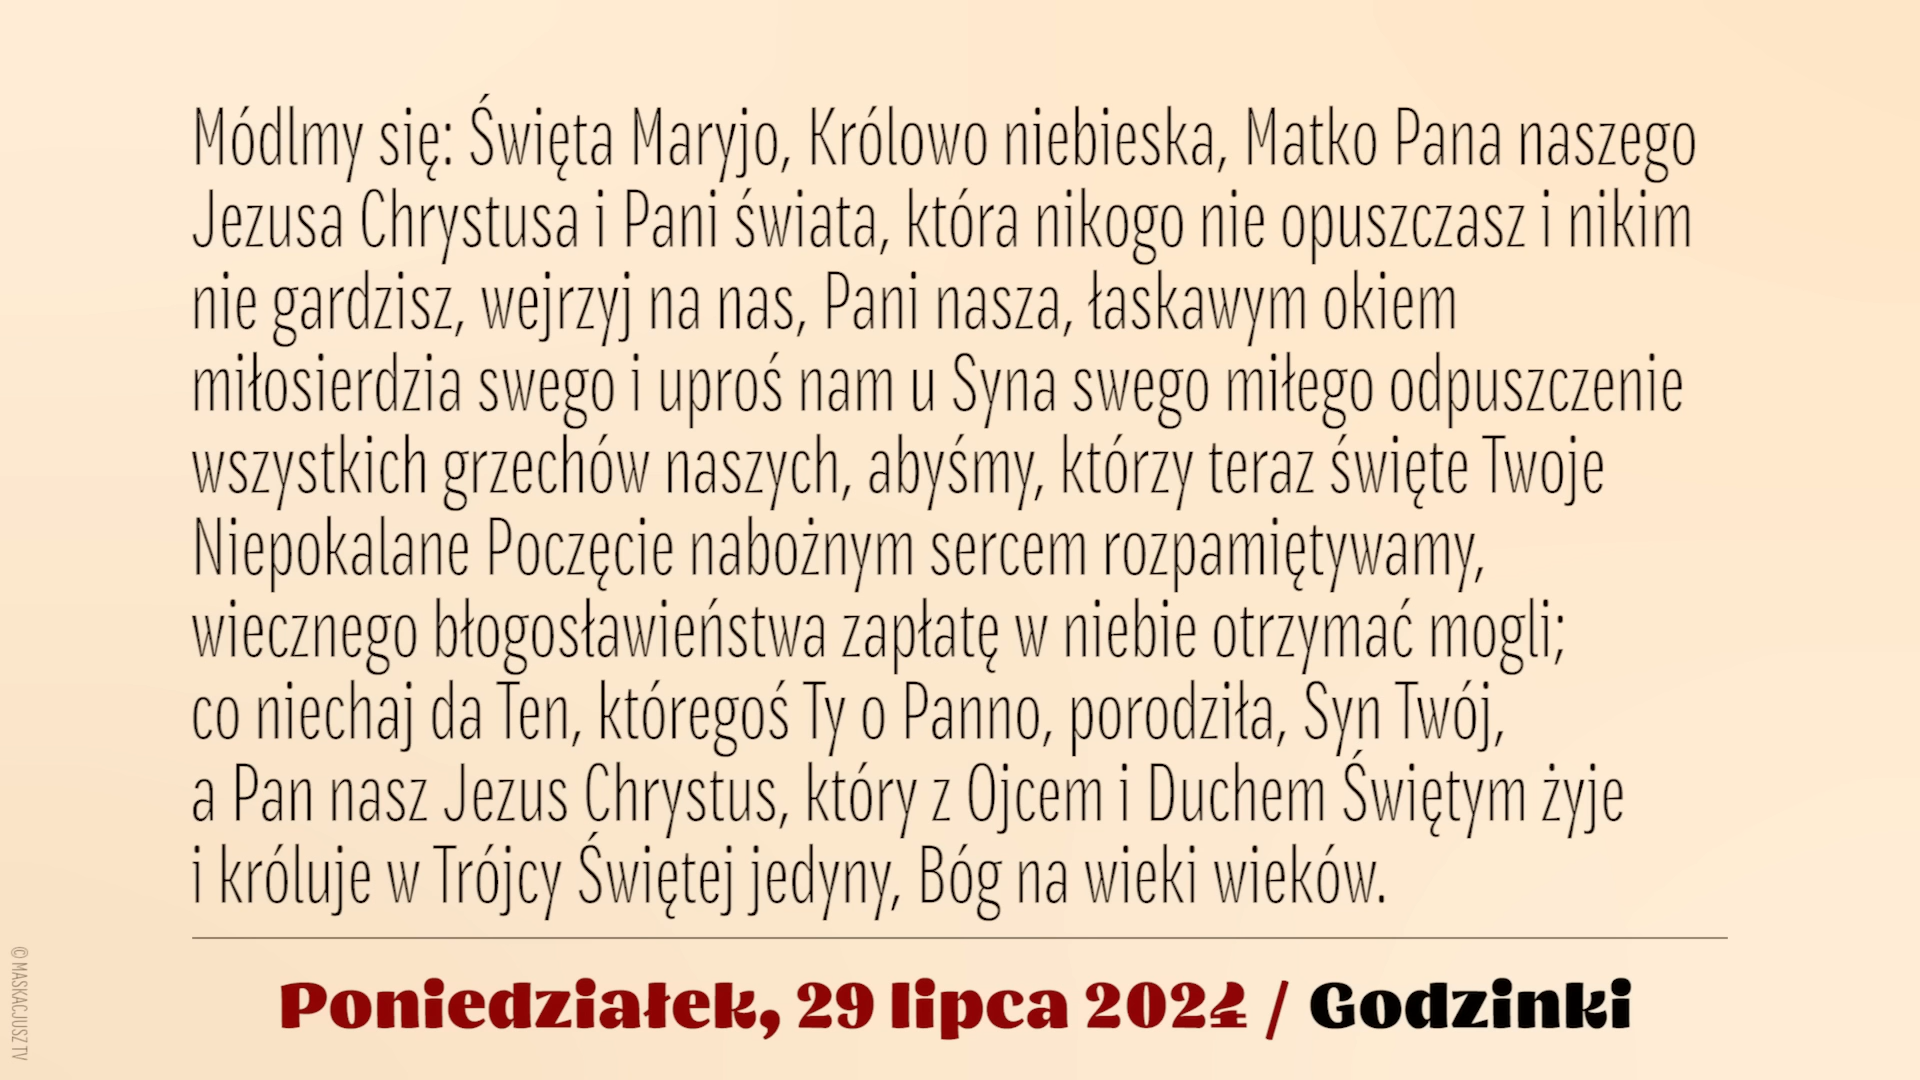 Módlmy się: Święta Maryjo, Królowo niebieska, Matko Pana naszego
Jezusa Chrystusa i Pani świata, która nikogo nie opuszczasz i nikim
nie gardzisz, wejrzyj na nas, Pani nasza, łaskawym okiem
miłosierdzia swego i uproś nam u Syna swego miłego odpuszczenie
wszystkich grzechów naszych, abyśmy, którzy teraz święte Twoje
Niepokalane Poczęcie nabożnym sercem rozpamiętywamy,
wiecznego błogosławieństwa zapłatę w niebie otrzymać mogli;
co niechaj da Ten, któregoś Ty o Panno, porodziła, Syn Twój,
a Pan nasz Jezus Chrystus, który z Ojcem i Duchem Świętym żyje
i króluje w Trójcy Świętej jedyny, Bóg na wieki wieków.
Poniedziałek, 29 lipca 2024 / Godzinki
© MASKACJUSZ TV